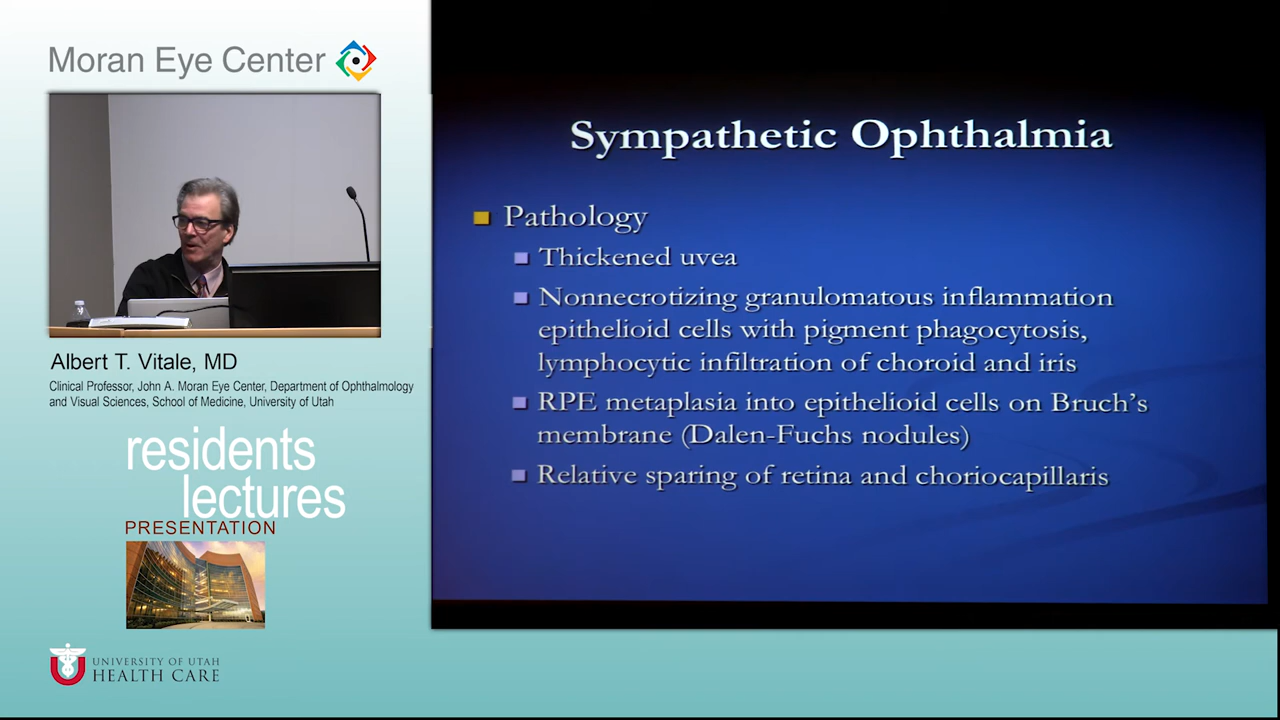 Moran Eye Center
Albert T. Vitale, MD
Clinical Professor, John A. Moran Eye Center, Department of Ophthalmology
and Visual Sciences, School of Medicine, University of Utah
residents
lectures
PRESENTATION
UNIVERSITY OF UTAH
HEALTH CARE
Sympathetic Ophthalmia
Pathology
Thickened uvea
Nonnecrotizing granulomatous inflammation
epithelioid cells with pigment phagocytosis,
lymphocytic infiltration of choroid and iris
RPE metaplasia into epithelioid cells on Bruch's
membrane (Dalen-Fuchs nodules)
Relative sparing of retina and choriocapillaris